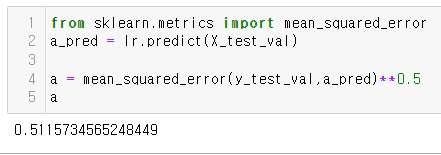 1 from sklearn.metrics import mean_squared_error
2 a_pred = lr.predict(X_test_val)
3
4 a = mean_squared_error(y_test_val,a_pred)**0.5
5 a
0.5115734565248449